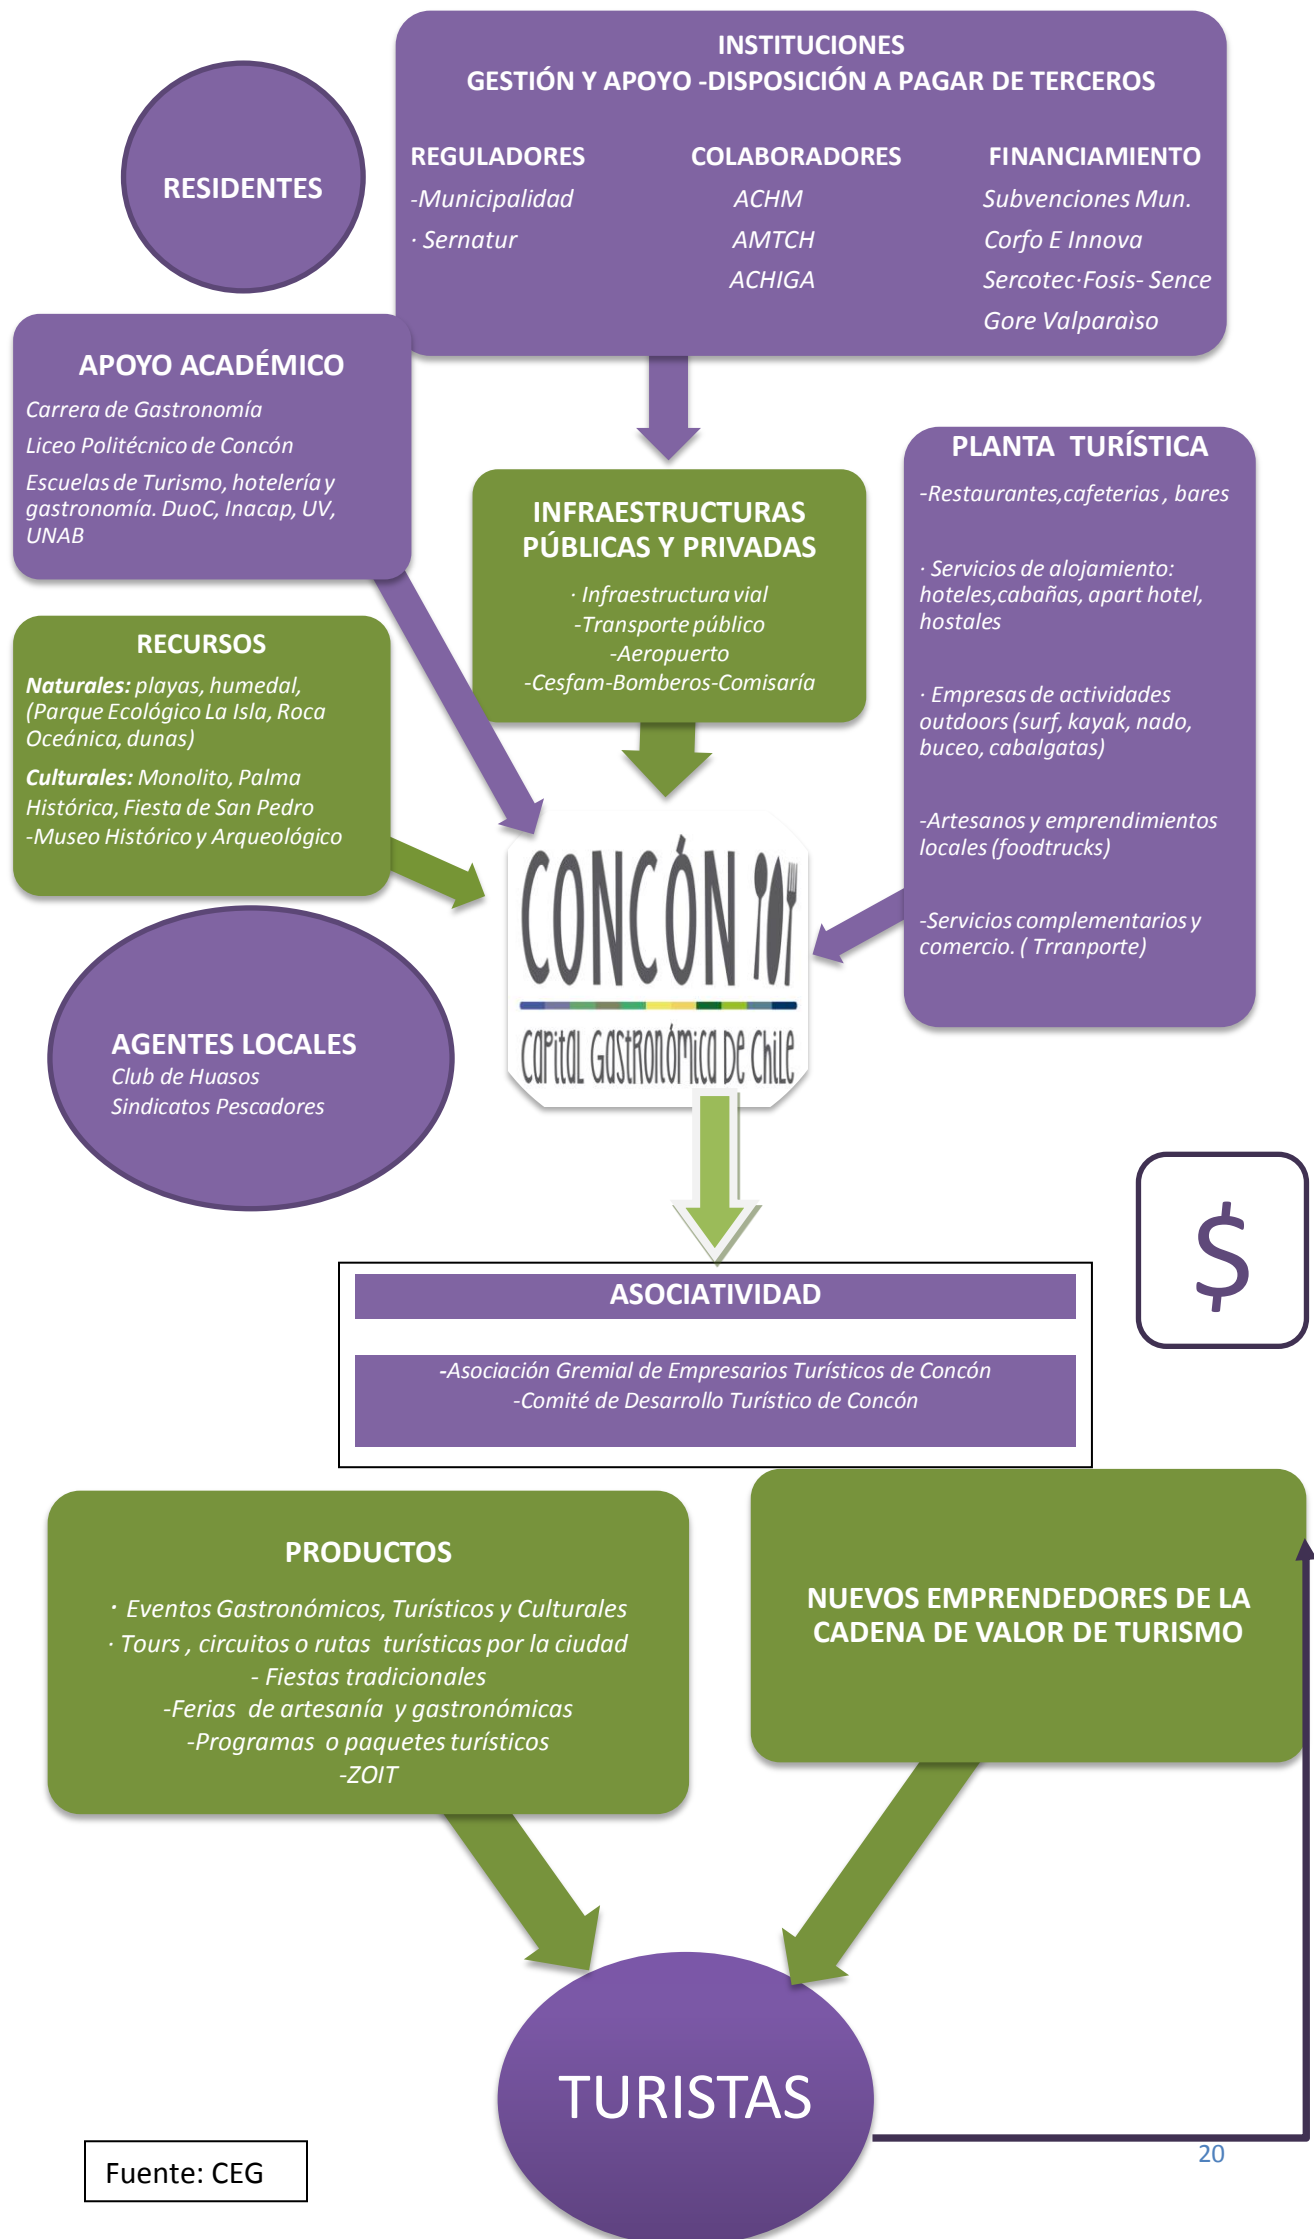 INSTITUCIONES
GESTIÓN Y APOYO -DISPOSICIÓN A PAGAR DE TERCEROS
REGULADORES
-Municipalidad
· Sernatur
COLABORADORES
ACHM
AMTCH
ACHIGA
FINANCIAMIENTO
Subvenciones Mun.
Corfo E Innova
Sercotec·Fosis- Sence
Gore Valparaìso
RESIDENTES
APOYO ACADÉMICO
Carrera de Gastronomía
Liceo Politécnico de Concón
Escuelas de Turismo, hotelería y
gastronomía. DuoC, Inacap, UV,
UNAB
INFRAESTRUCTURAS
PÚBLICAS Y PRIVADAS
· Infraestructura vial
-Transporte público
-Aeropuerto
-Cesfam-Bomberos-Comisaría
PLANTA TURÍSTICA
-Restaurantes,cafeterias , bares
· Servicios de alojamiento:
hoteles,cabañas, apart hotel,
hostales
· Empresas de actividades
outdoors (surf, kayak, nado,
buceo, cabalgatas)
-Artesanos y emprendimientos
locales (foodtrucks)
-Servicios complementarios y
comercio. ( Trranporte)
RECURSOS
Naturales: playas, humedal,
(Parque Ecológico La Isla, Roca
Oceánica, dunas)
Culturales: Monolito, Palma
Histórica, Fiesta de San Pedro
-Museo Histórico y Arqueológico
CONCÓN
Capital Gastronómica De Chile
AGENTES LOCALES
Club de Huasos
Sindicatos Pescadores
$
ASOCIATIVIDAD
-Asociación Gremial de Empresarios Turísticos de Concón
-Comité de Desarrollo Turístico de Concón
PRODUCTOS
· Eventos Gastronómicos, Turísticos y Culturales
· Tours , circuitos o rutas turísticas por la ciudad
- Fiestas tradicionales
-Ferias de artesanía y gastronómicas
-Programas o paquetes turísticos
-ZOIT
NUEVOS EMPRENDEDORES DE LA
CADENA DE VALOR DE TURISMO
TURISTAS
Fuente: CEG
20